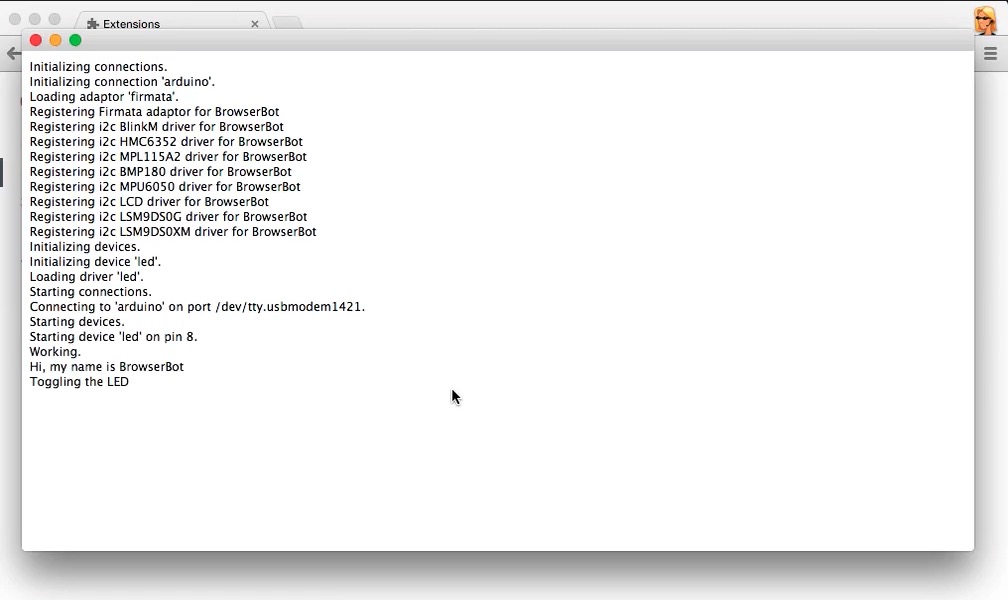 Extensions
Initializing connections.
Initializing connection 'arduino'.
Loading adaptor 'firmata'.
Registering Firmata adaptor for BrowserBot
Registering i2c BlinkM driver for BrowserBot
Registering i2c HMC6352 driver for BrowserBot
Registering i2c MPL115A2 driver for BrowserBot
Registering i2c BMP180 driver for BrowserBot
Registering i2c MPU6050 driver for BrowserBot
Registering i2c LCD driver for BrowserBot
Registering i2c LSM9DS0G driver for BrowserBot
Registering i2c LSM9DS0XM driver for BrowserBot
Initializing devices.
Initializing device 'led'.
Loading driver 'led'.
Starting connections.
Connecting to 'arduino' on port /dev/tty.usbmodem1421.
Starting devices.
Starting device 'led' on pin 8.
Working.
Hi, my name is BrowserBot
Toggling the LED